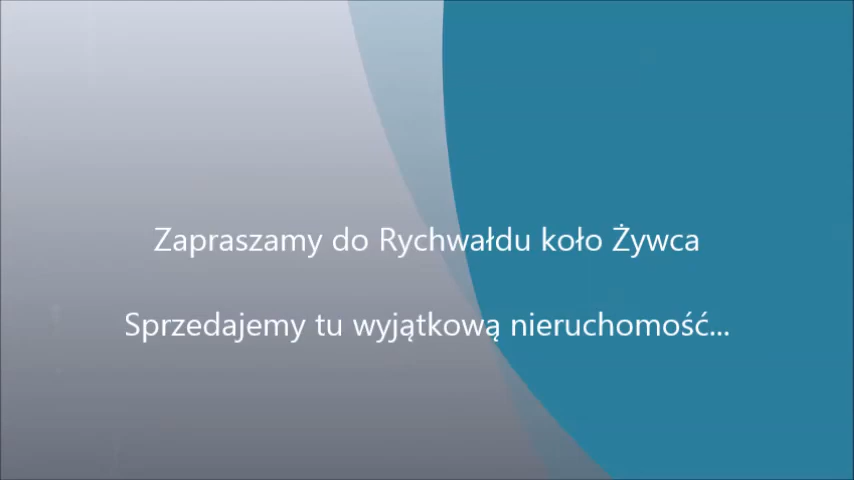 Zapraszamy do Rychwałdu koło Żywca
Sprzedajemy tu wyjątkową nieruchomość...